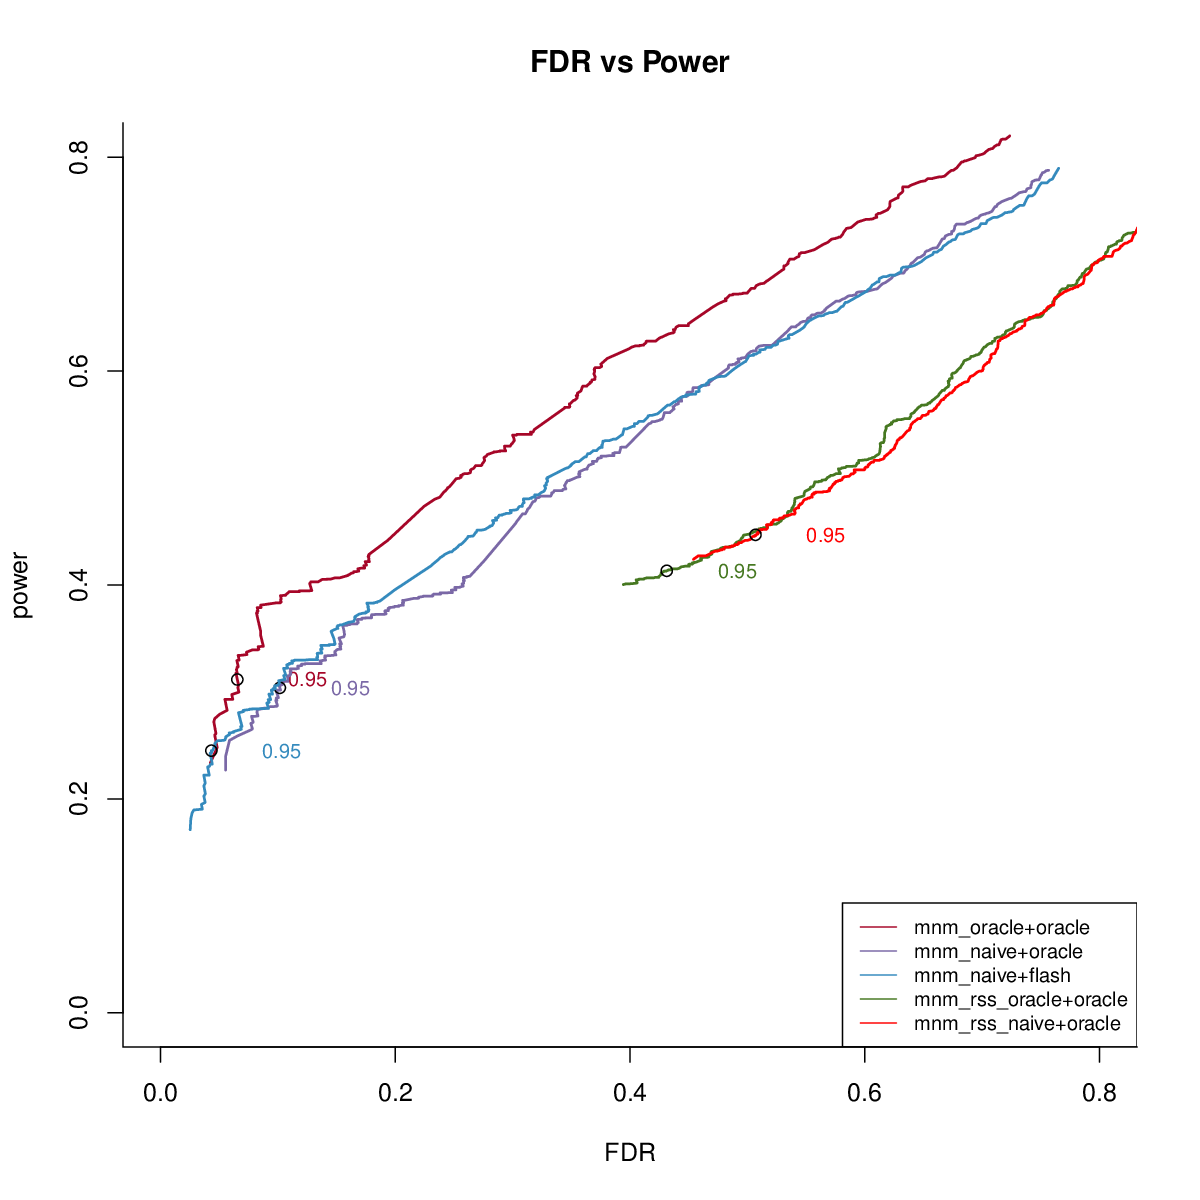 FDR vs Power
power
0.8
0.6
0.4
0.2
0.0
0.95
0.95
0.95
0.95
0.95
mnm_oracle+oracle
mnm_naive+oracle
mnm_naive+flash
mnm_rss_oracle+oracle
mnm_rss_naive+oracle
0.0 0.2 0.4 0.6 0.8
FDR